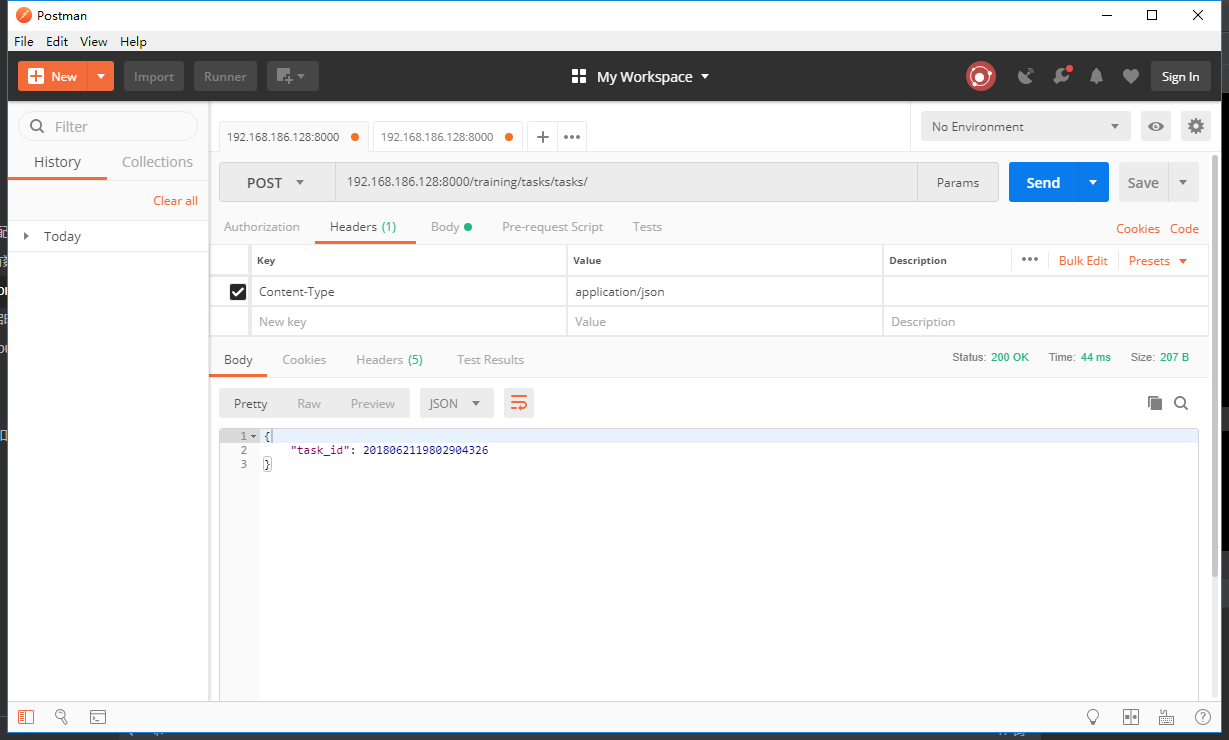 Postman
File Edit View Help
New Import Runner My Workspace Sign In
Filter
History Collections
Clear all
Today
192.168.186.128:8000 192.168.186.128:8000 + •••
No Environment
POST 192.168.186.128:8000/training/tasks/tasks/ Params Send Save
Authorization Headers (1) Body Pre-request Script Tests Cookies Code
Key Value Description ••• Bulk Edit Presets
Content-Type application/json
New key Value Description
Body Cookies Headers (5) Test Results Status: 200 OK Time: 44 ms Size: 207 B
Pretty Raw Preview JSON
1 {
2 "task_id": 2018062119802904326
3 }